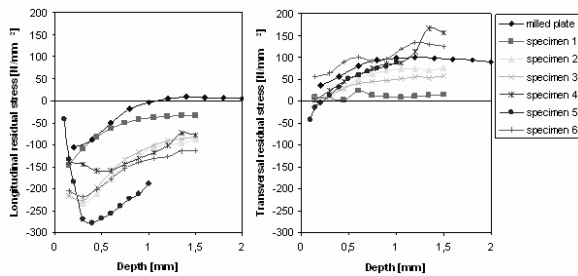 Longitudinal residual stress [N/mm²]
200
150
100
50
0
-50
-100
-150
-200
-250
-300
0
0,5
1
1,5
2
Depth [mm]
Transversal residual stress [N/mm²]
200
150
100
50
0
-50
-100
-150
-200
-250
-300
0
0,5
1
1,5
2
Depth [mm]
milled plate
specimen 1
specimen 2
specimen 3
specimen 4
specimen 5
specimen 6